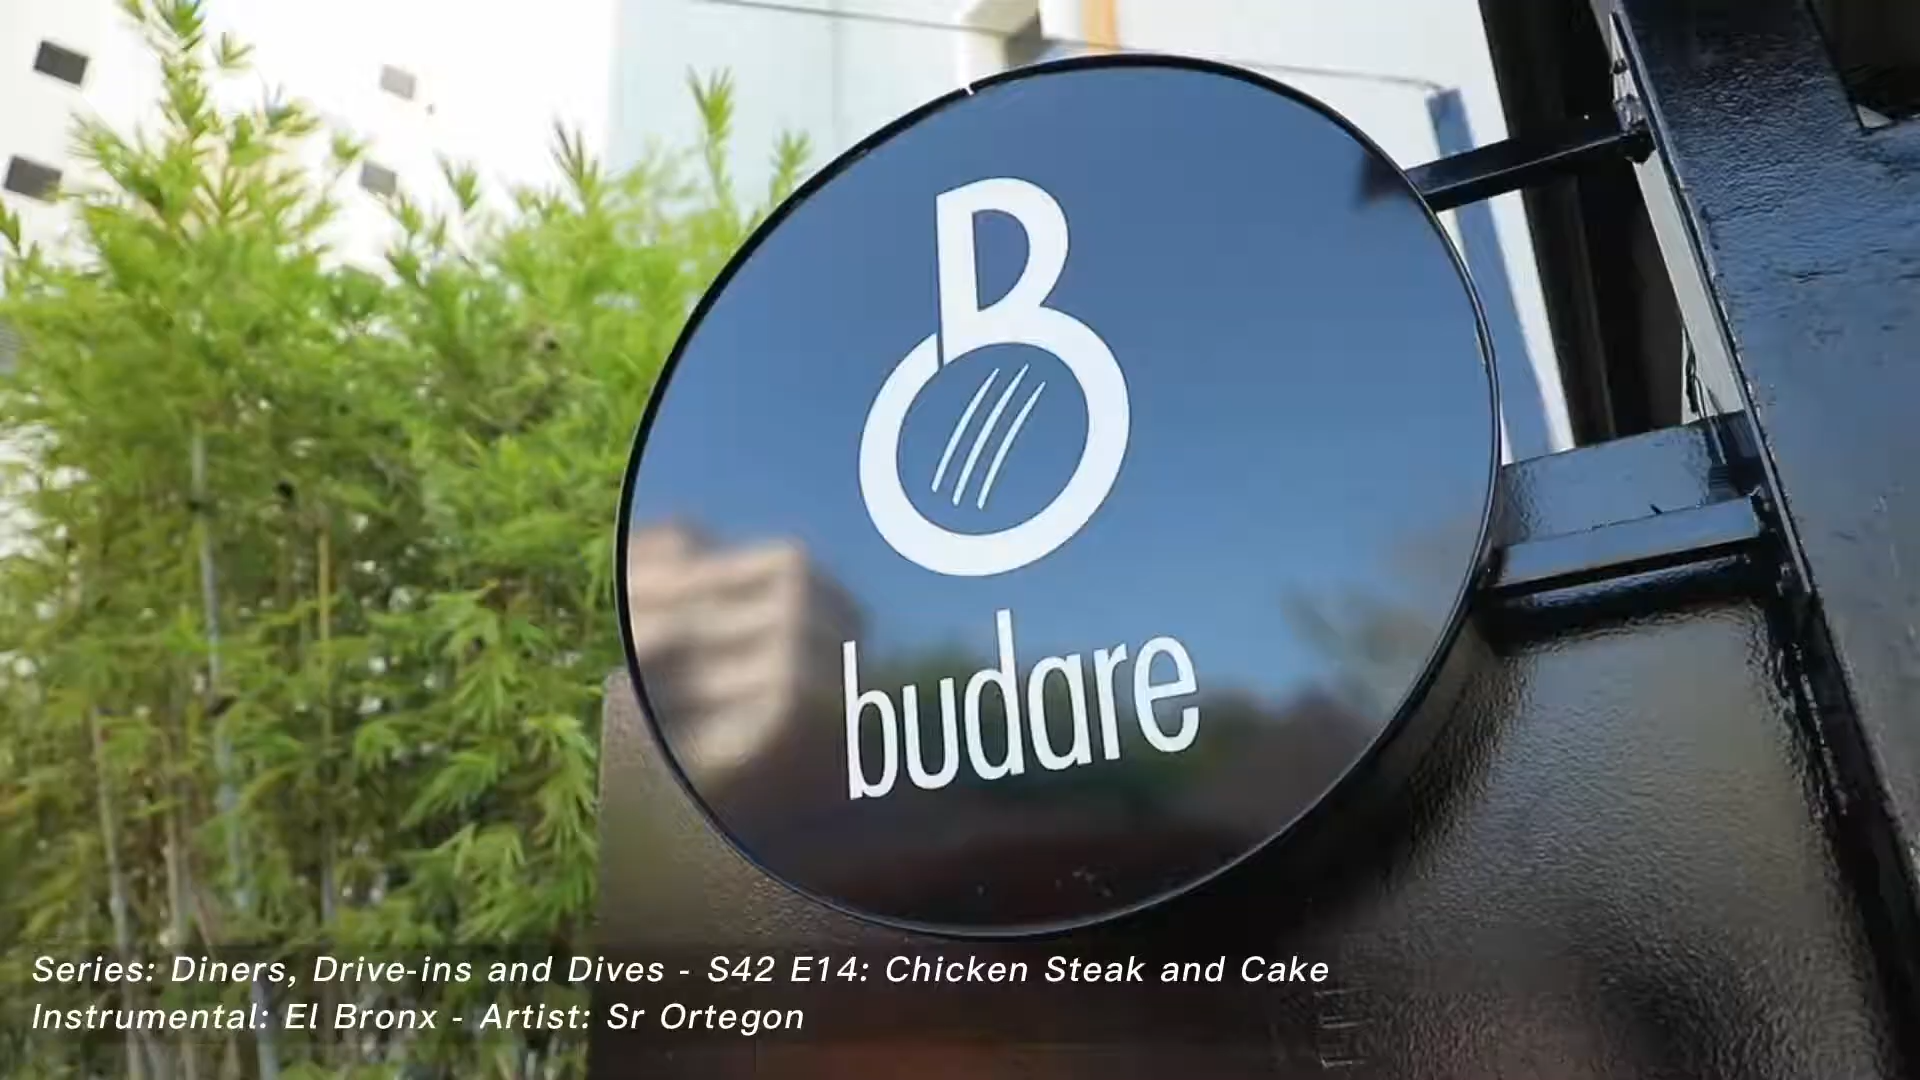 B
budare
Series: Diners, Drive-ins and Dives - S42 E14: Chicken Steak and Cake
Instrumental: El Bronx - Artist: Sr Ortegon